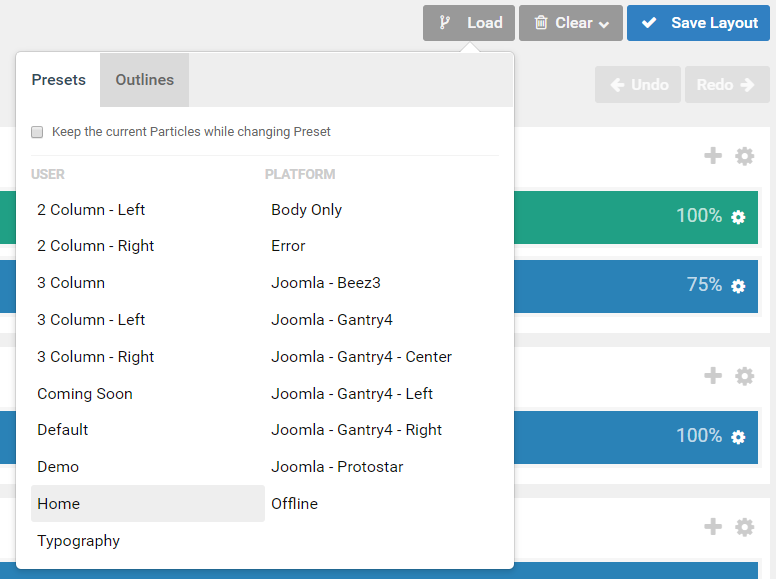 Load
Clear
Save Layout
Presets
Outlines
Undo
Redo
Keep the current Particles while changing Preset
USER
2 Column - Left
2 Column - Right
3 Column
3 Column - Left
3 Column - Right
Coming Soon
Default
Demo
Home
Typography
PLATFORM
Body Only
Error
Joomla - Beez3
Joomla - Gantry4
Joomla - Gantry4 - Center
Joomla - Gantry4 - Left
Joomla - Gantry4 - Right
Joomla - Protostar
Offline
100%
75%
100%